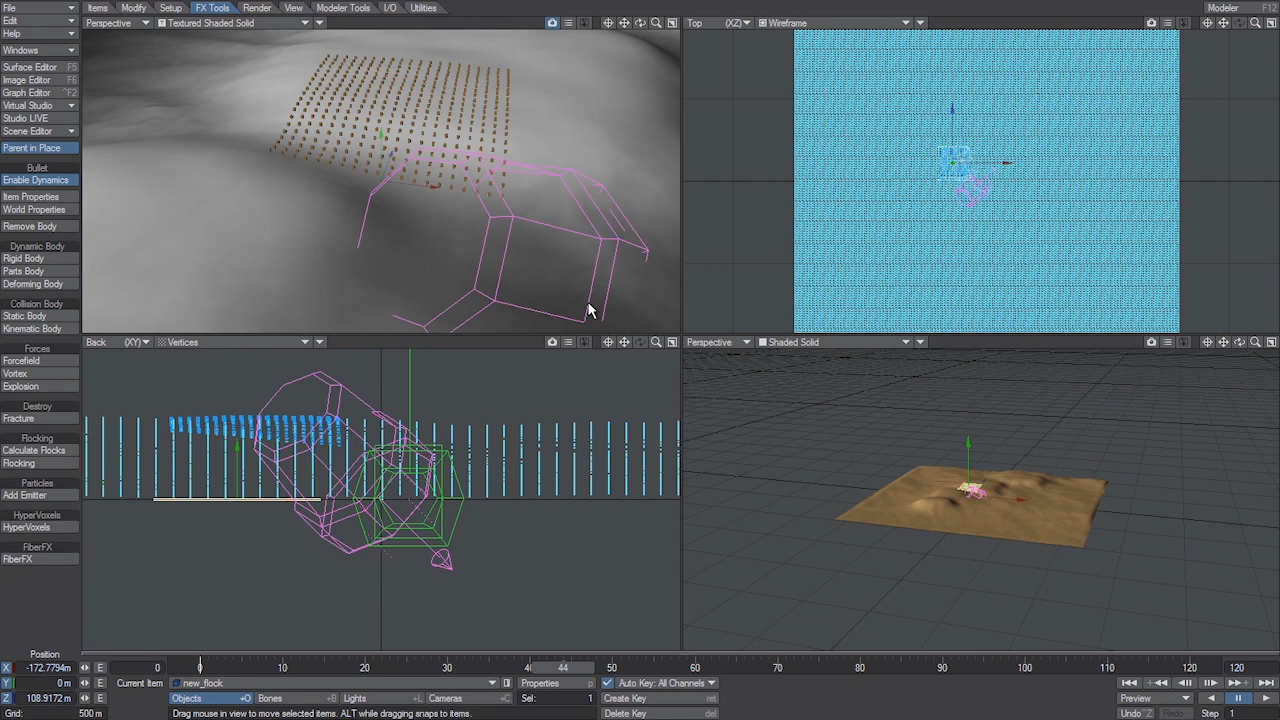 File Items Modify Setup FX Tools Render View Modeler Tools I/O Utilities Modeler F12
Edit Perspective Textured Shaded Solid Top (XZ) Wireframe
Help
Windows
Surface Editor F5
Image Editor F6
Graph Editor ^F2
Virtual Studio
Studio LIVE
Scene Editor
Parent in Place
Bullet
Enable Dynamics
Item Properties
World Properties
Remove Body
Dynamic Body
Rigid Body
Parts Body
Deforming Body
Collision Body
Static Body
Kinematic Body
Forces
Back (XY) Vertices Perspective Shaded Solid
Forcefield
Vortex
Explosion
Destroy
Fracture
Flocking
Calculate Flocks
Flocking
Particles
Add Emitter
HyperVoxels
HyperVoxels
FiberFX
FiberFX
Position
X -172.7794m E 0 0 10 20 40 44 50 60 70 80 90 100 110 120 120
Y 0 m E Current Item new_flock Properties p Auto Key: All Channels
Z 108.9172 m E Objects +O Bones +B Lights +L Cameras +C Sel: 1 Create Key ret Preview
Grid: 500 m Drag mouse in view to move selected items. ALT while dragging snaps to items. Delete Key del Undo ^Z Redo Step 1